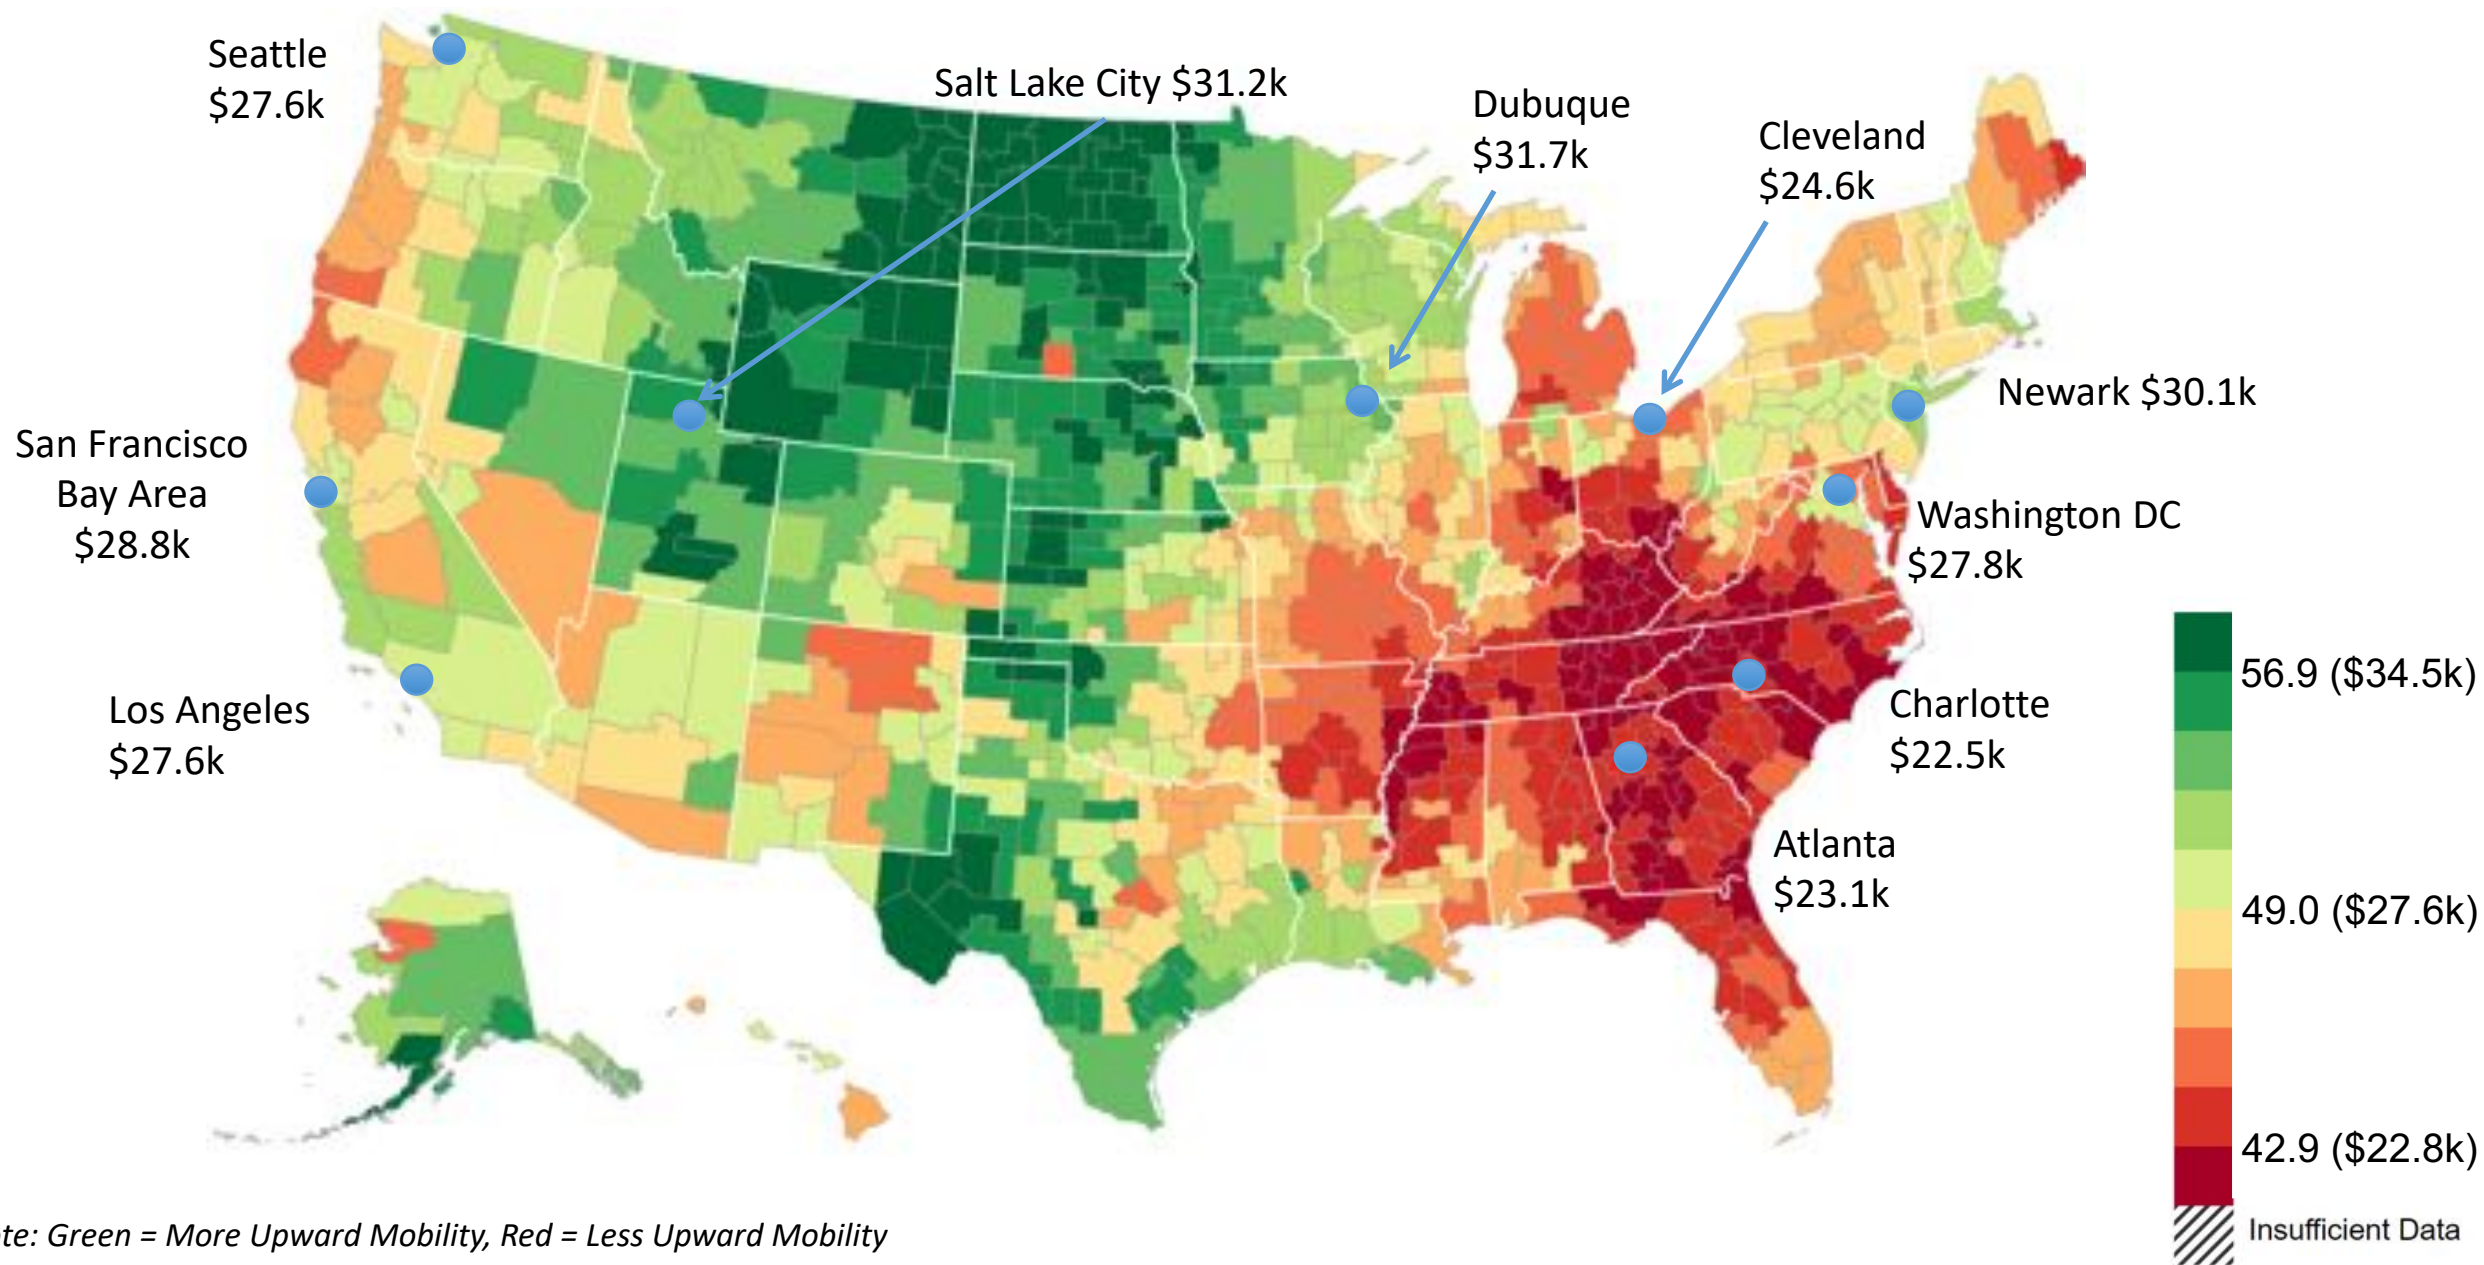 Seattle
$27.6k
Salt Lake City $31.2k
Dubuque
$31.7k
Cleveland
$24.6k
Newark $30.1k
San Francisco
Bay Area
$28.8k
Washington DC
$27.8k
Los Angeles
$27.6k
Charlotte
$22.5k
Atlanta
$23.1k
56.9 ($34.5k)
49.0 ($27.6k)
42.9 ($22.8k)
Insufficient Data
te: Green = More Upward Mobility, Red = Less Upward Mobility